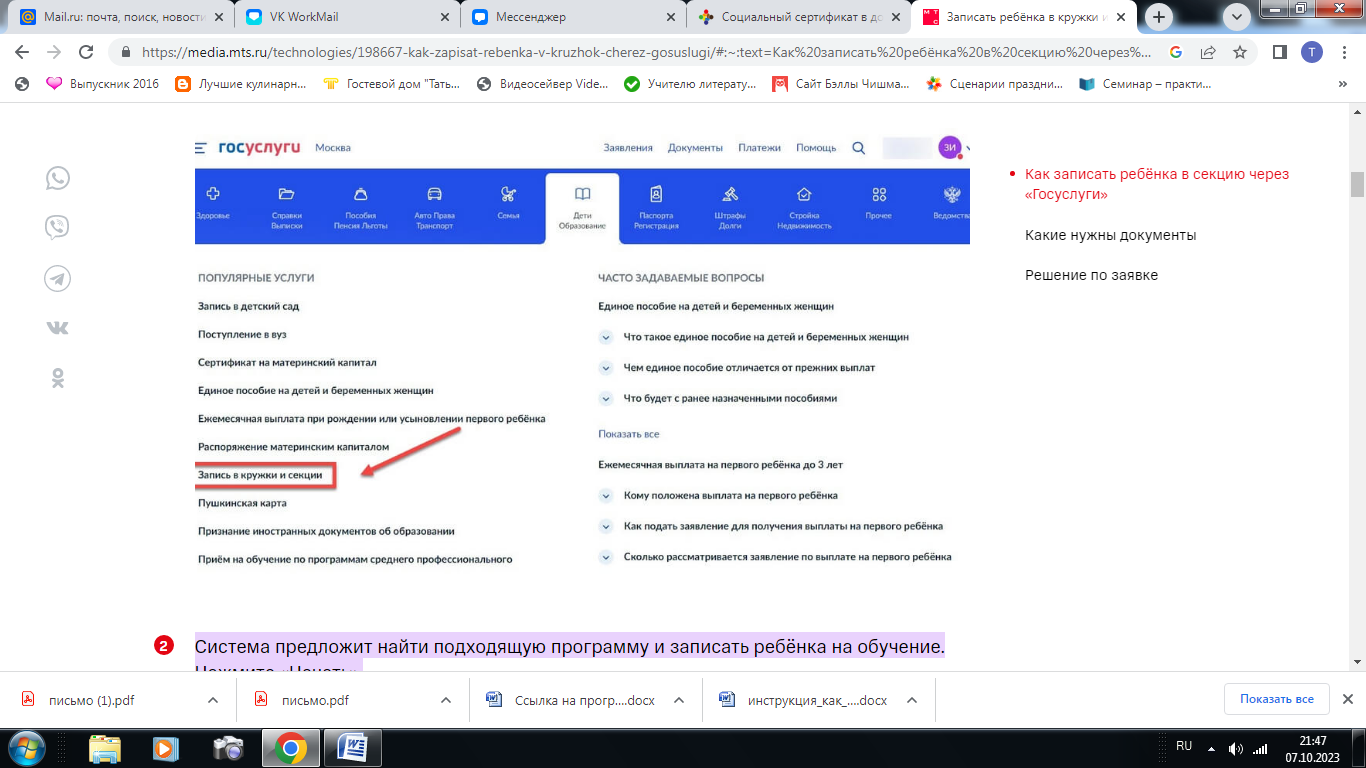 Mail.ru: почта, поиск, новости
VK WorkMail
Мессенджер
Социальный сертификат в до
Записать ребёнка в кружки и
https://media.mts.ru/technologies/198667-kak-zapisat-rebenka-v-kruzhok-cherez-gosuslugi/#:~:text=Как%20записать%20ребёнка%20в%20секцию%20через%...
T
Выпускник 2016
Лучшие кулинарн...
Гостевой дом "Тать...
Видеосейвер Vide...
Учителю литерату...
Сайт Бэллы Чишма...
Сценарии праздни...
Семинар – практи...
»
госуслуги
Москва
Заявления
Документы
Платежи
Помощь
ЗИ
Здоровье
Справки
Выписки
Пособия
Пенсия Льготы
Авто Права
Транспорт
Семья
Дети
Образование
Паспорта
Регистрация
Штрафы
Долги
Стройка
Недвижимость
Прочее
Ведомства
ПОПУЛЯРНЫЕ УСЛУГИ
Запись в детский сад
Поступление в вуз
Сертификат на материнский капитал
Единое пособие на детей и беременных женщин
Ежемесячная выплата при рождении или усыновлении первого ребёнка
Распоряжение материнским капиталом
Запись в кружки и секции
Пушкинская карта
Признание иностранных документов об образовании
Приём на обучение по программам среднего профессионального
ЧАСТО ЗАДАВАЕМЫЕ ВОПРОСЫ
Единое пособие на детей и беременных женщин
Что такое единое пособие на детей и беременных женщин
Чем единое пособие отличается от прежних выплат
Что будет с ранее назначенными пособиями
Показать все
Ежемесячная выплата на первого ребёнка до 3 лет
Кому положена выплата на первого ребёнка
Как подать заявление для получения выплаты на первого ребёнка
Сколько рассматривается заявление по выплате на первого ребёнка
Как записать ребёнка в секцию через
«Госуслуги»
Какие нужны документы
Решение по заявке
2
Система предложит найти подходящую программу и записать ребёнка на обучение.
Нажмите «Начать».
письмо (1).pdf
письмо.pdf
Ссылка на прогр....docx
инструкция_как_....docx
Показать все
RU
21:47
07.10.2023